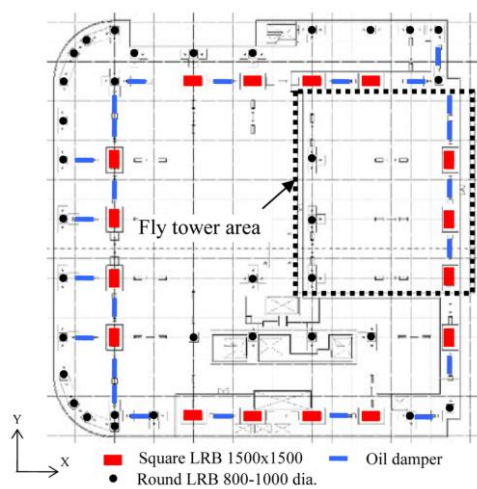 Fly tower area
Y
X
Square LRB 1500x1500
Oil damper
Round LRB 800-1000 dia.